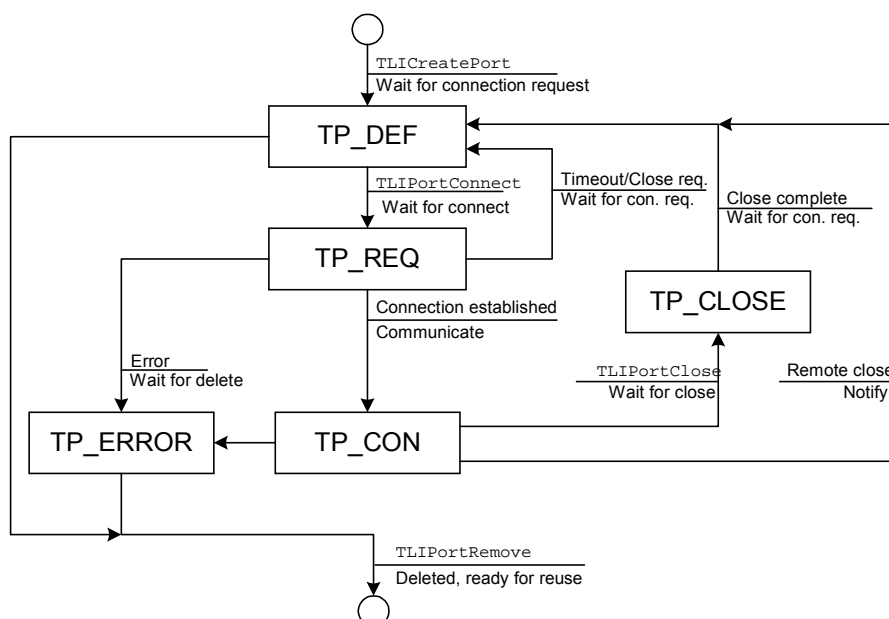 TLICreatePort
Wait for connection request
TP_DEF
TLIPortConnect
Wait for connect
Timeout/Close req.
Wait for con. req.
Close complete
Wait for con. req.
TP_REQ
TP_CLOSE
Connection established
Communicate
Error
Wait for delete
TLIPortClose
Wait for close
Remote close
Notify
TP_ERROR
TP_CON
TLIPortRemove
Deleted, ready for reuse